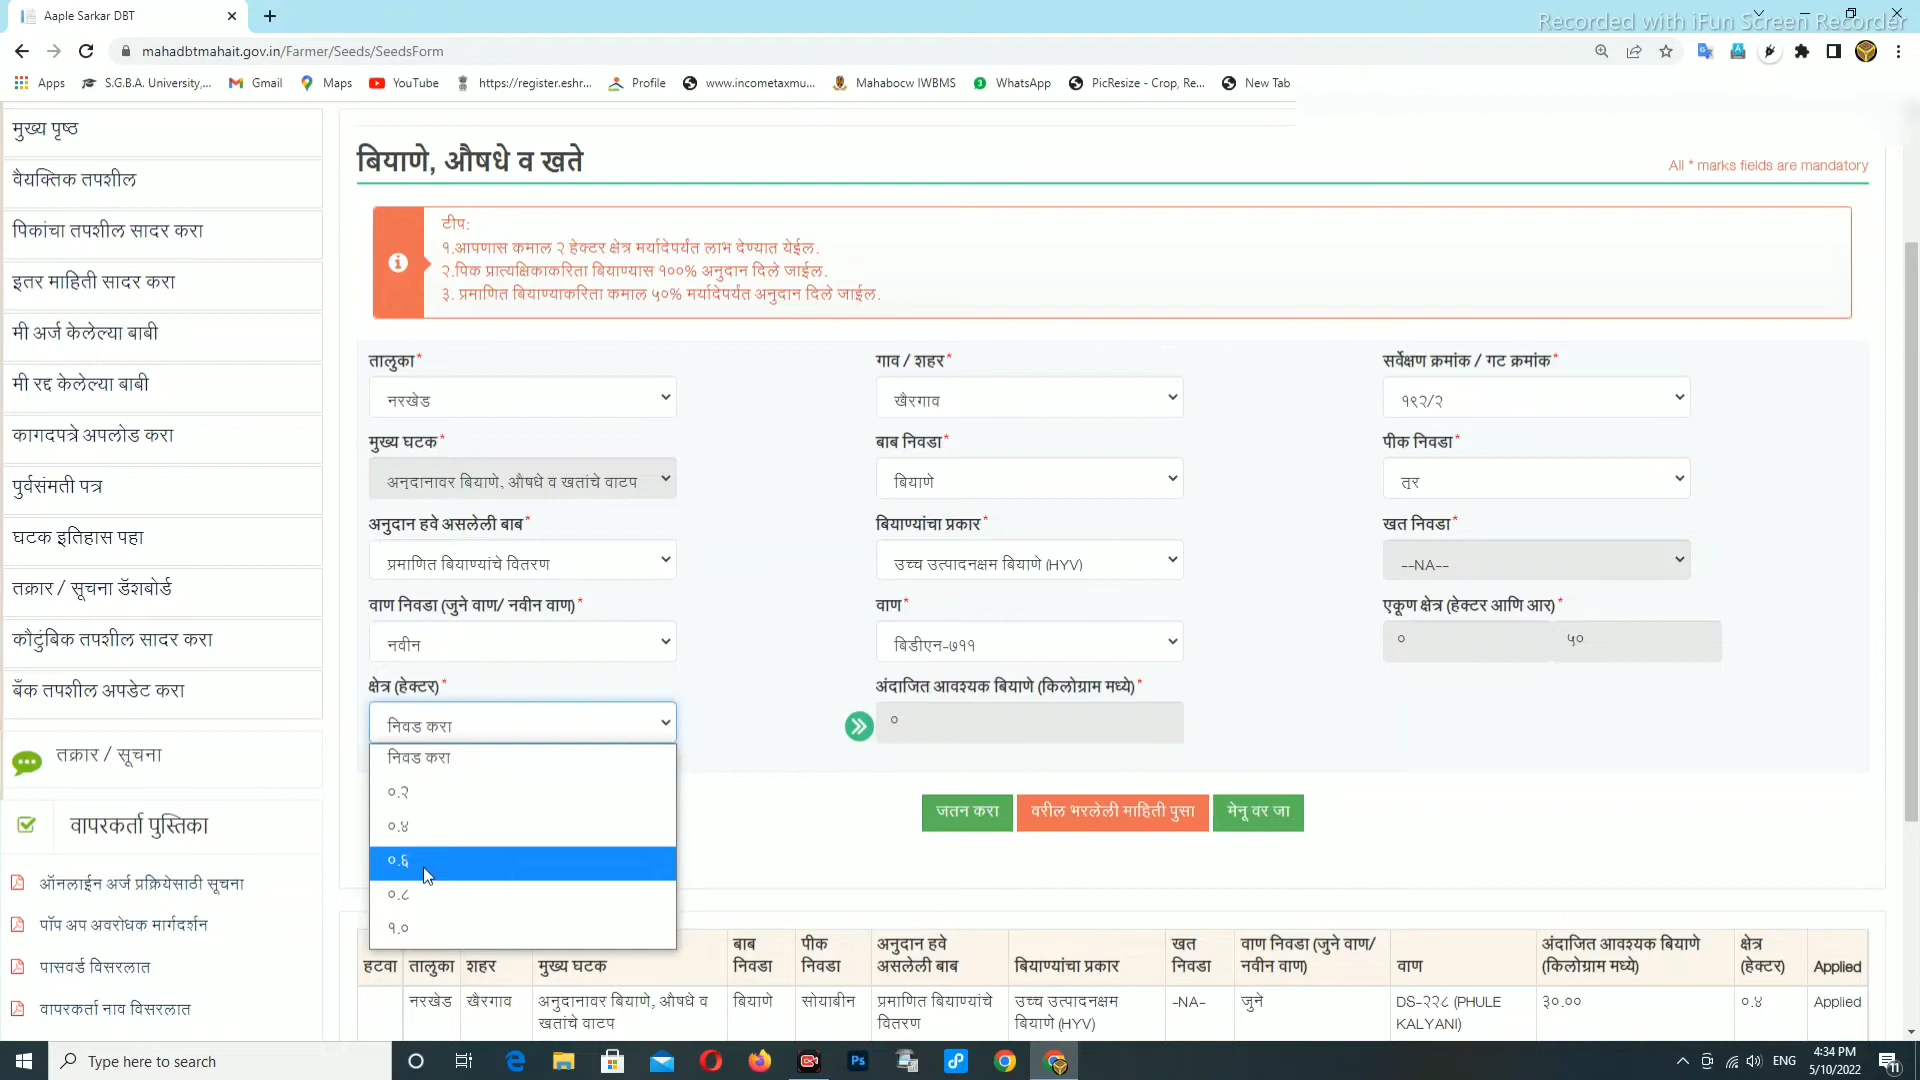 Aaple Sarkar DBT
Recorded with iFun Screen Recorder
mahadbtmahait.gov.in/Farmer/Seeds/SeedsForm
Apps S.G.B.A. University,... Gmail Maps YouTube https://register.eshr... Profile www.incometaxmu... Mahabocw IWBMS WhatsApp PicResize - Crop, Re... New Tab
मुख्य पृष्ठ
वैयक्तिक तपशील
पिकांचा तपशील सादर करा
इतर माहिती सादर करा
मी अर्ज केलेल्या बाबी
मी रद्द केलेल्या बाबी
कागदपत्रे अपलोड करा
पुर्वसंमती पत्र
घटक इतिहास पहा
तक्रार / सूचना डॅशबोर्ड
कौटुंबिक तपशील सादर करा
बँक तपशील अपडेट करा
तक्रार / सूचना
वापरकर्ता पुस्तिका
ऑनलाईन अर्ज प्रक्रियेसाठी सूचना
पॉप अप अवरोधक मार्गदर्शन
पासवर्ड विसरलात
वापरकर्ता नाव विसरलात
बियाणे, औषधे व खते
All * marks fields are mandatory
टीप:
१.आपणास कमाल २ हेक्टर क्षेत्र मर्यादेपर्यंत लाभ देण्यात येईल.
२.पिक प्रात्यक्षिकाकरिता बियाण्यास १००% अनुदान दिले जाईल.
३. प्रमाणित बियाण्याकरिता कमाल ५०% मर्यादेपर्यंत अनुदान दिले जाईल.
तालुका* गाव / शहर* सर्वेक्षण क्रमांक / गट क्रमांक*
नरखेड खैरगाव १९२/२
मुख्य घटक* बाब निवडा* पीक निवडा*
अनुदानावर बियाणे, औषधे व खतांचे वाटप बियाणे तूर
अनुदान हवे असलेली बाब* बियाण्यांचा प्रकार* खत निवडा*
प्रमाणित बियाण्यांचे वितरण उच्च उत्पादनक्षम बियाणे (HYV) --NA--
वाण निवडा (जुने वाण/ नवीन वाण)* वाण* एकूण क्षेत्र (हेक्टर आणि आर)*
नवीन बिडीएन-७११ ० ५०
क्षेत्र (हेक्टर)* अंदाजित आवश्यक बियाणे (किलोग्राम मध्ये)*
निवड करा ०
निवड करा
०.२
०.४
०.६
०.८
१.०
जतन करा वरील भरलेली माहिती पुसा मेनू वर जा
हटवा तालुका शहर मुख्य घटक बाब निवडा पीक निवडा अनुदान हवे असलेली बाब बियाण्यांचा प्रकार खत निवडा वाण निवडा (जुने वाण/ नवीन वाण) वाण अंदाजित आवश्यक बियाणे (किलोग्राम मध्ये) क्षेत्र (हेक्टर) Applied
नरखेड खैरगाव अनुदानावर बियाणे, औषधे व खतांचे वाटप बियाणे सोयाबीन प्रमाणित बियाण्यांचे वितरण उच्च उत्पादनक्षम बियाणे (HYV) -NA- जुने DS-२२८ (PHULE KALYANI) ३०.०० ०.४ Applied
Type here to search
Ps
ENG
4:34 PM
5/10/2022
11